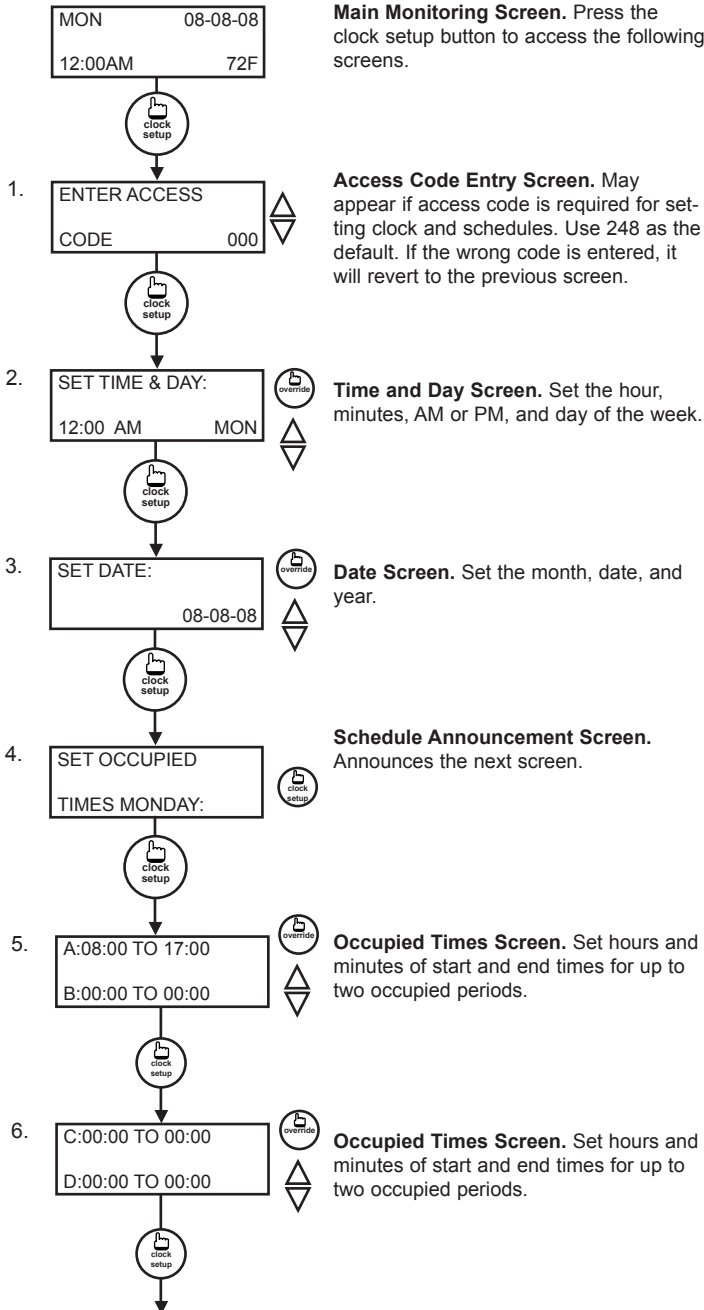 MON 08-08-08
12:00AM 72F
Main Monitoring Screen. Press the
clock setup button to access the following
screens.
clock
setup
1.
ENTER ACCESS
CODE 000
Access Code Entry Screen. May
appear if access code is required for set-
ting clock and schedules. Use 248 as the
default. If the wrong code is entered, it
will revert to the previous screen.
clock
setup
2.
SET TIME & DAY:
12:00 AM MON
override
Time and Day Screen. Set the hour,
minutes, AM or PM, and day of the week.
clock
setup
3.
SET DATE:
08-08-08
override
Date Screen. Set the month, date, and
year.
clock
setup
4.
SET OCCUPIED
TIMES MONDAY:
clock
setup
Schedule Announcement Screen.
Announces the next screen.
clock
setup
5.
A:08:00 TO 17:00
B:00:00 TO 00:00
override
Occupied Times Screen. Set hours and
minutes of start and end times for up to
two occupied periods.
clock
setup
6.
C:00:00 TO 00:00
D:00:00 TO 00:00
override
Occupied Times Screen. Set hours and
minutes of start and end times for up to
two occupied periods.
clock
setup